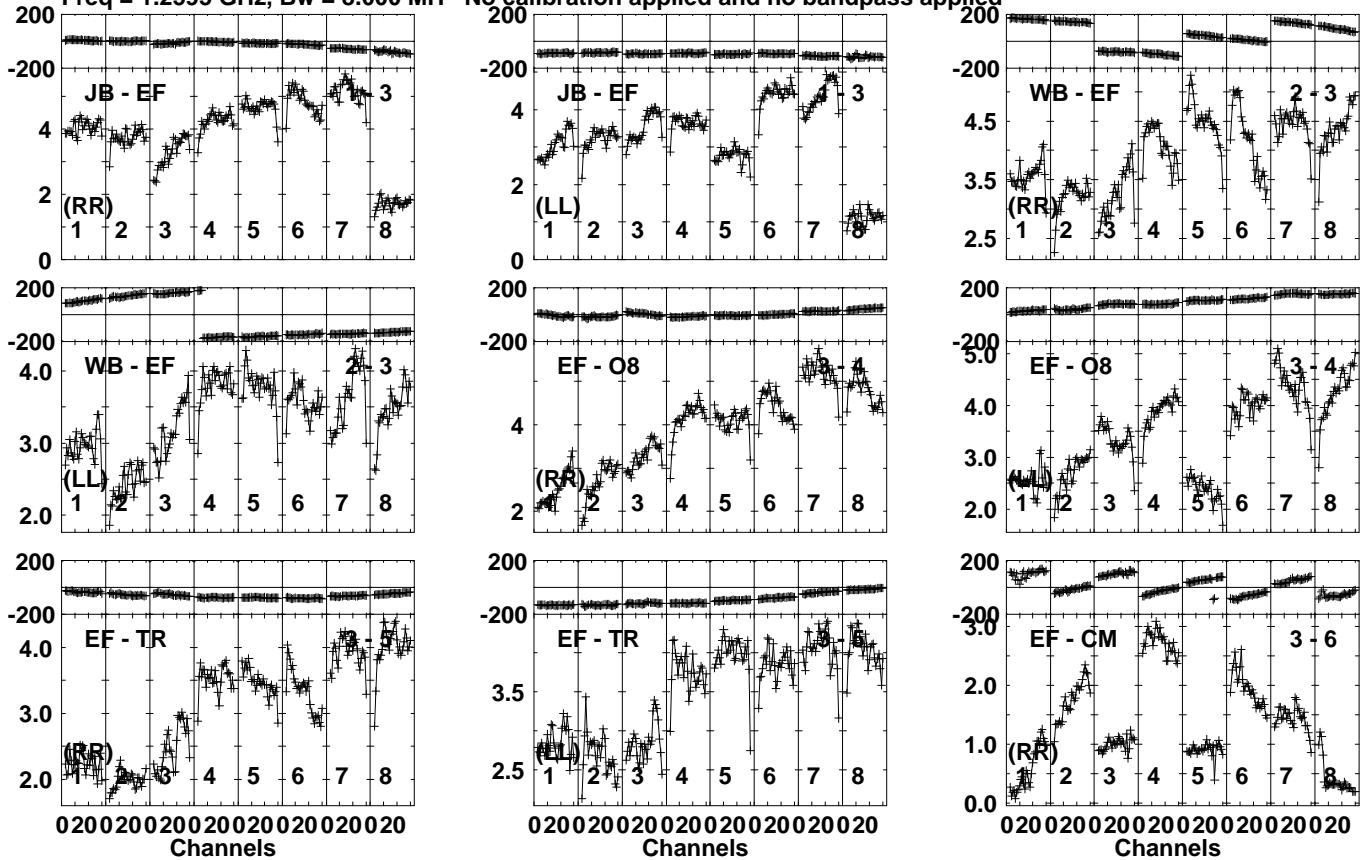 Freq = 1.2995 GHz, Bw = 8.000 MH No calibration applied and no bandpass applied
200 200 200
-200 -200 -200
JB - EF 1 - 3 JB - EF 1 - 3 WB - EF 2 - 3
4 4 4.5
2 2 3.5
(RR) (LL) (RR)
1 2 3 4 5 6 7 8 1 2 3 4 5 6 7 8 1 2 3 4 5 6 7 8
0 0 2.5
200 200 200
-200 -200 -200
5.0
WB - EF 2 - 3 EF - O8 3 - 4 EF - O8 3 - 4
4.0 4 4.0
3.0 3.0
(LL) (RR) (LL)
1 2 3 4 5 6 7 8 1 2 3 4 5 6 7 8 1 2 3 4 5 6 7 8
2.0 2 2.0
200 200 200
-200 -200 -200
3.0
EF - TR 3 - 5 EF - TR 3 - 5 EF - CM 3 - 6
4.0 3.5 2.0
3.0 1.0
(RR) (LL) (RR)
1 2 3 4 5 6 7 8 1 2 3 4 5 6 7 8 1 2 3 4 5 6 7 8
2.0 2.5 0.0
0 20 0 20 0 20 0 20 0 20 0 20 0 20 0 20 0 20 0 20 0 20 0 20 0 20 0 20 0 20 0 20 0 20 0 20 0 20 0 20 0 20 0 20 0 20 0 20
Channels Channels Channels